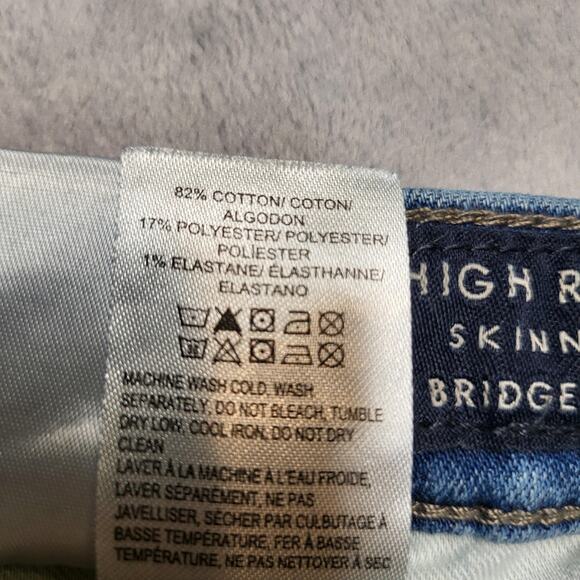 82% COTTON/ COTON/
ALGODON
17% POLYESTER/ POLYESTER/
POLIESTER
1% ELASTANE/ ÉLASTHANNE/
ELASTANO
MACHINE WASH COLD, WASH
SEPARATELY, DO NOT BLEACH, TUMBLE
DRY LOW, COOL IRON, DO NOT DRY
CLEAN
LAVER À LA MACHINE À L'EAU FROIDE,
LAVER SÉPARÉMENT, NE PAS
JAVELLISER, SÉCHER PAR CULBUTAGE À
BASSE TEMPÉRATURE, FER À BASSE
TEMPÉRATURE, NE PAS NETTOYER À SEC
HIGH R
SKINN
BRIDGE